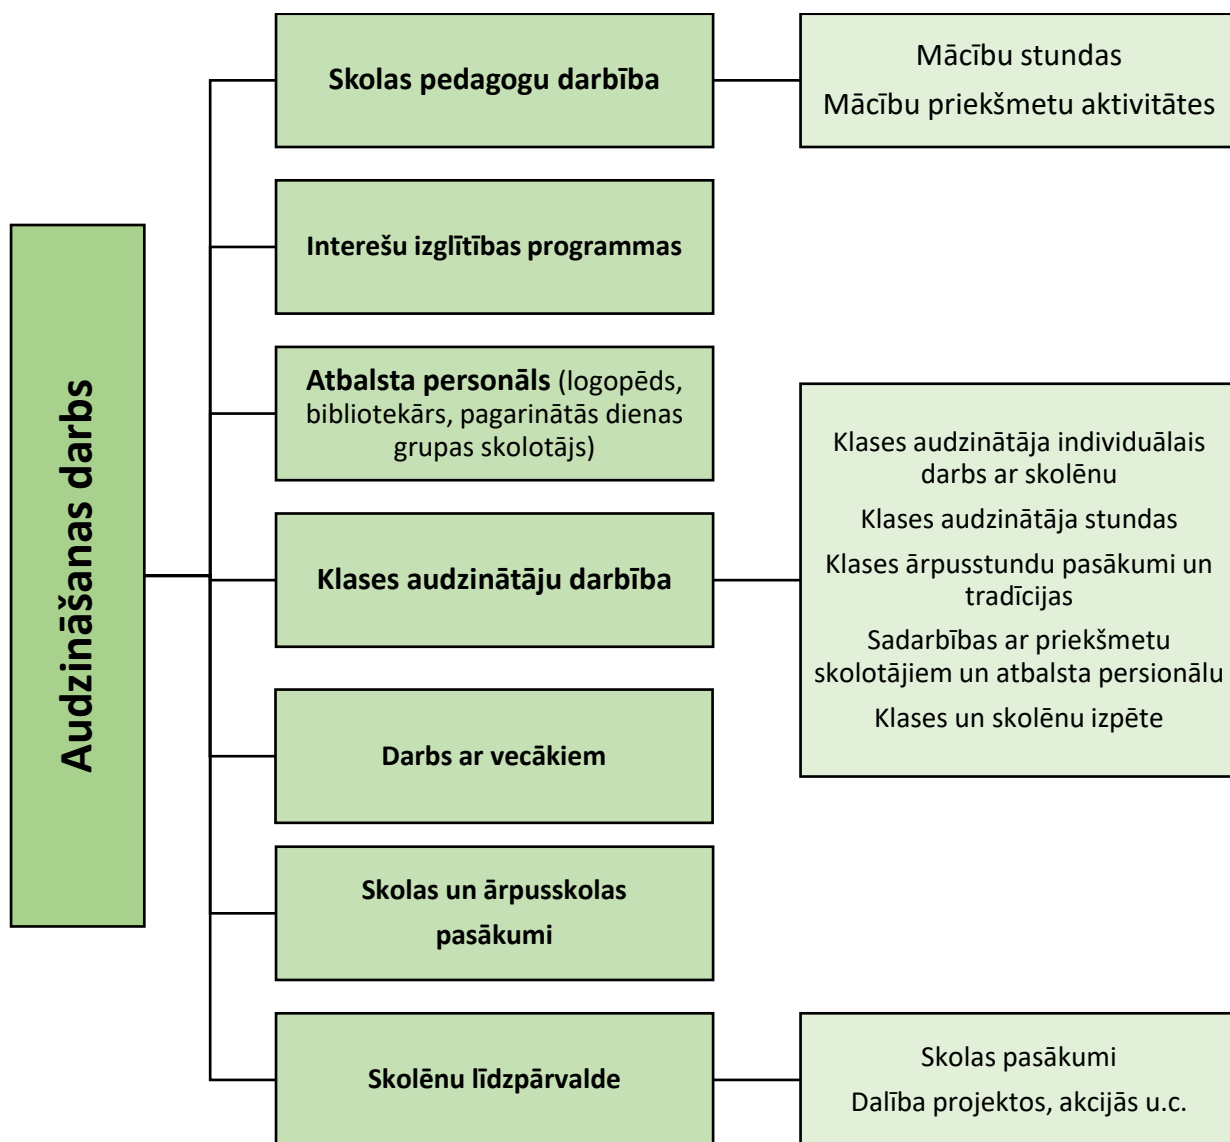 Audzināšanas darbs
Skolas pedagogu darbība
Mācību stundas
Mācību priekšmetu aktivitātes
Interešu izglītības programmas
Atbalsta personāls (logopēds,
bibliotekārs, pagarinātās dienas
grupas skolotājs)
Klases audzinātāju darbība
Klases audzinātāja individuālais
darbs ar skolēnu
Klases audzinātāja stundas
Klases ārpusstundu pasākumi un
tradīcijas
Sadarbības ar priekšmetu
skolotājiem un atbalsta persionālu
Klases un skolēnu izpēte
Darbs ar vecākiem
Skolas un ārpusskolas
pasākumi
Skolēnu līdzpārvalde
Skolas pasākumi
Dalība projektos, akcijās u.c.